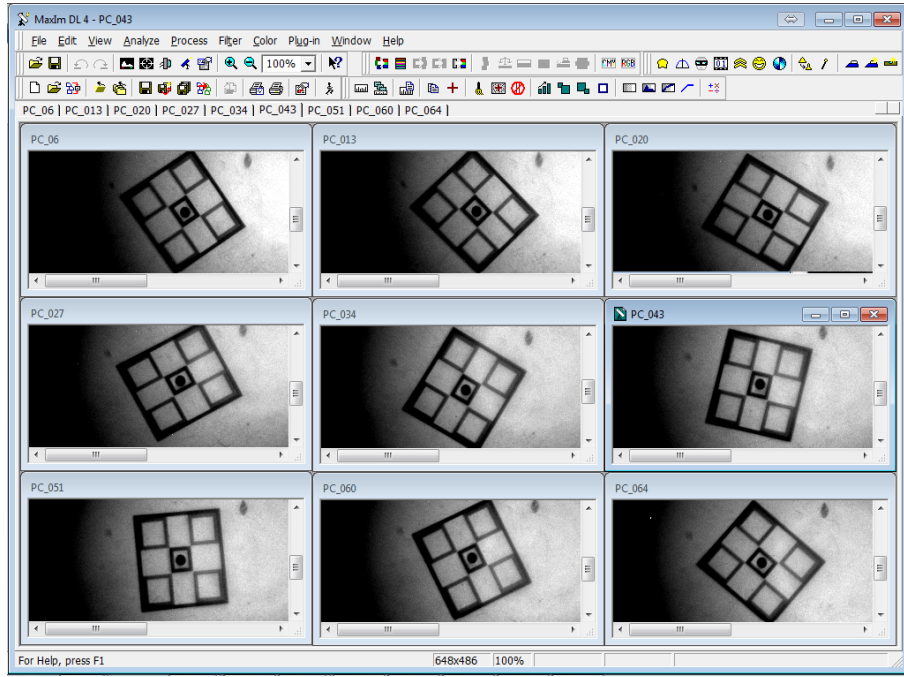 MaxIm DL 4 - PC_043
File Edit View Analyze Process Filter Color Plug-in Window Help
100%
RGB
PC_06 | PC_013 | PC_020 | PC_027 | PC_034 | PC_043 | PC_051 | PC_060 | PC_064 |
PC_06 PC_013 PC_020
PC_027 PC_034 PC_043
PC_051 PC_060 PC_064
For Help, press F1 648x486 100%